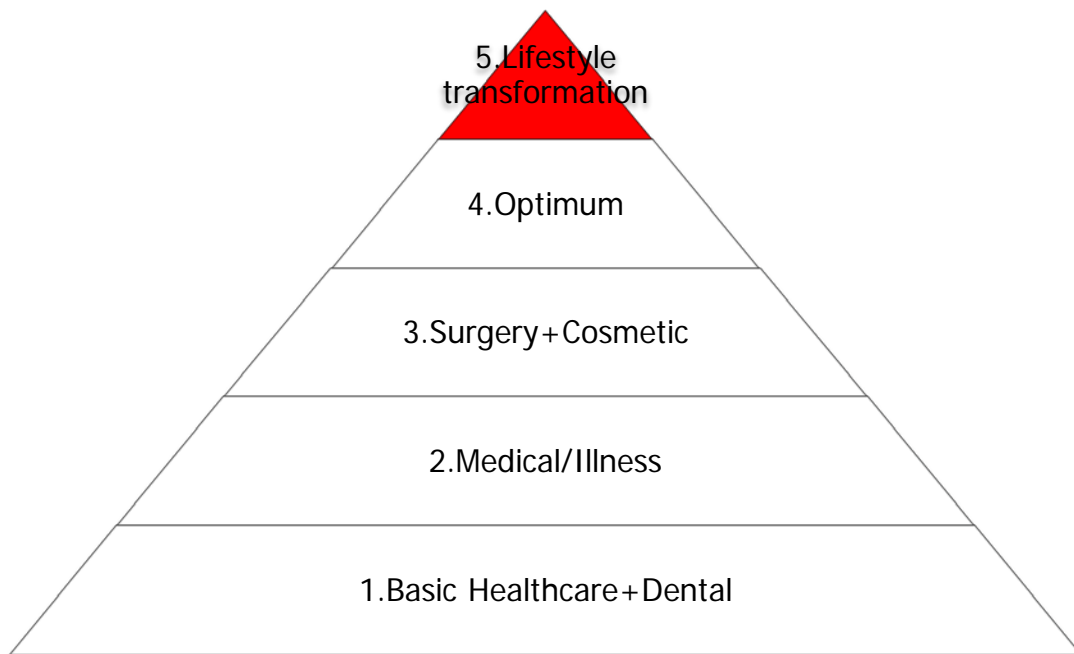 5.Lifestyle
transformation
4.Optimum
3.Surgery+Cosmetic
2.Medical/Illness
1.Basic Healthcare+Dental